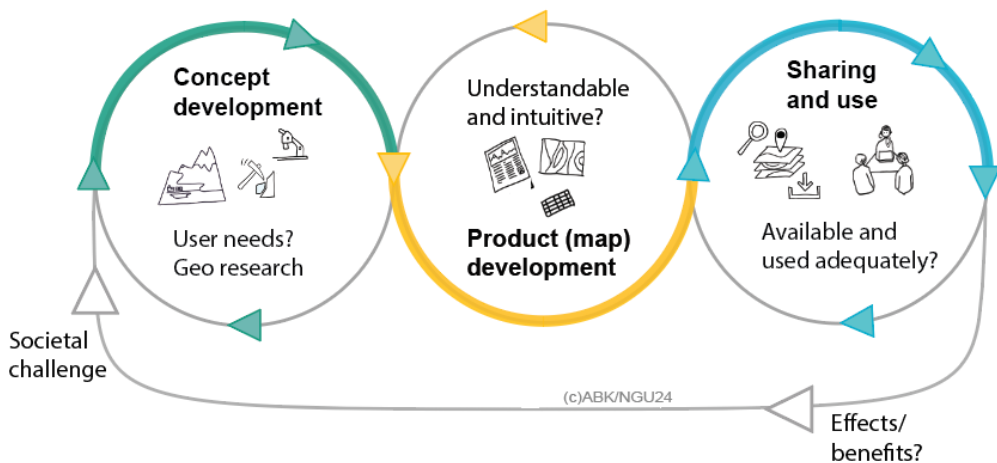 Concept
development
User needs?
Geo research
Understandable
and intuitive?
Product (map)
development
Sharing
and use
Available and
used adequately?
Societal
challenge
(c)ABK/NGU24
Effects/
benefits?